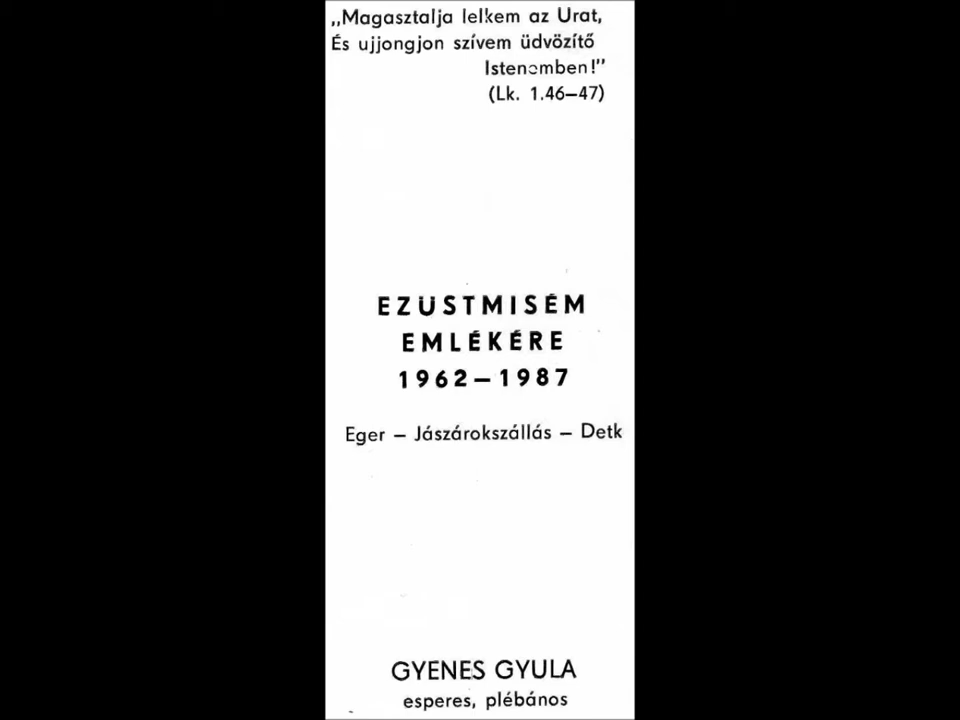 „Magasztalja lelkem az Urat,
És ujjongjon szívem üdvözítő
Istenemben!”
(Lk. 1.46—47)
EZÜSTMISÉM
EMLÉKÉRE
1962—1987
Eger — Jászárokszállás — Detk
GYENES GYULA
esperes, plébános